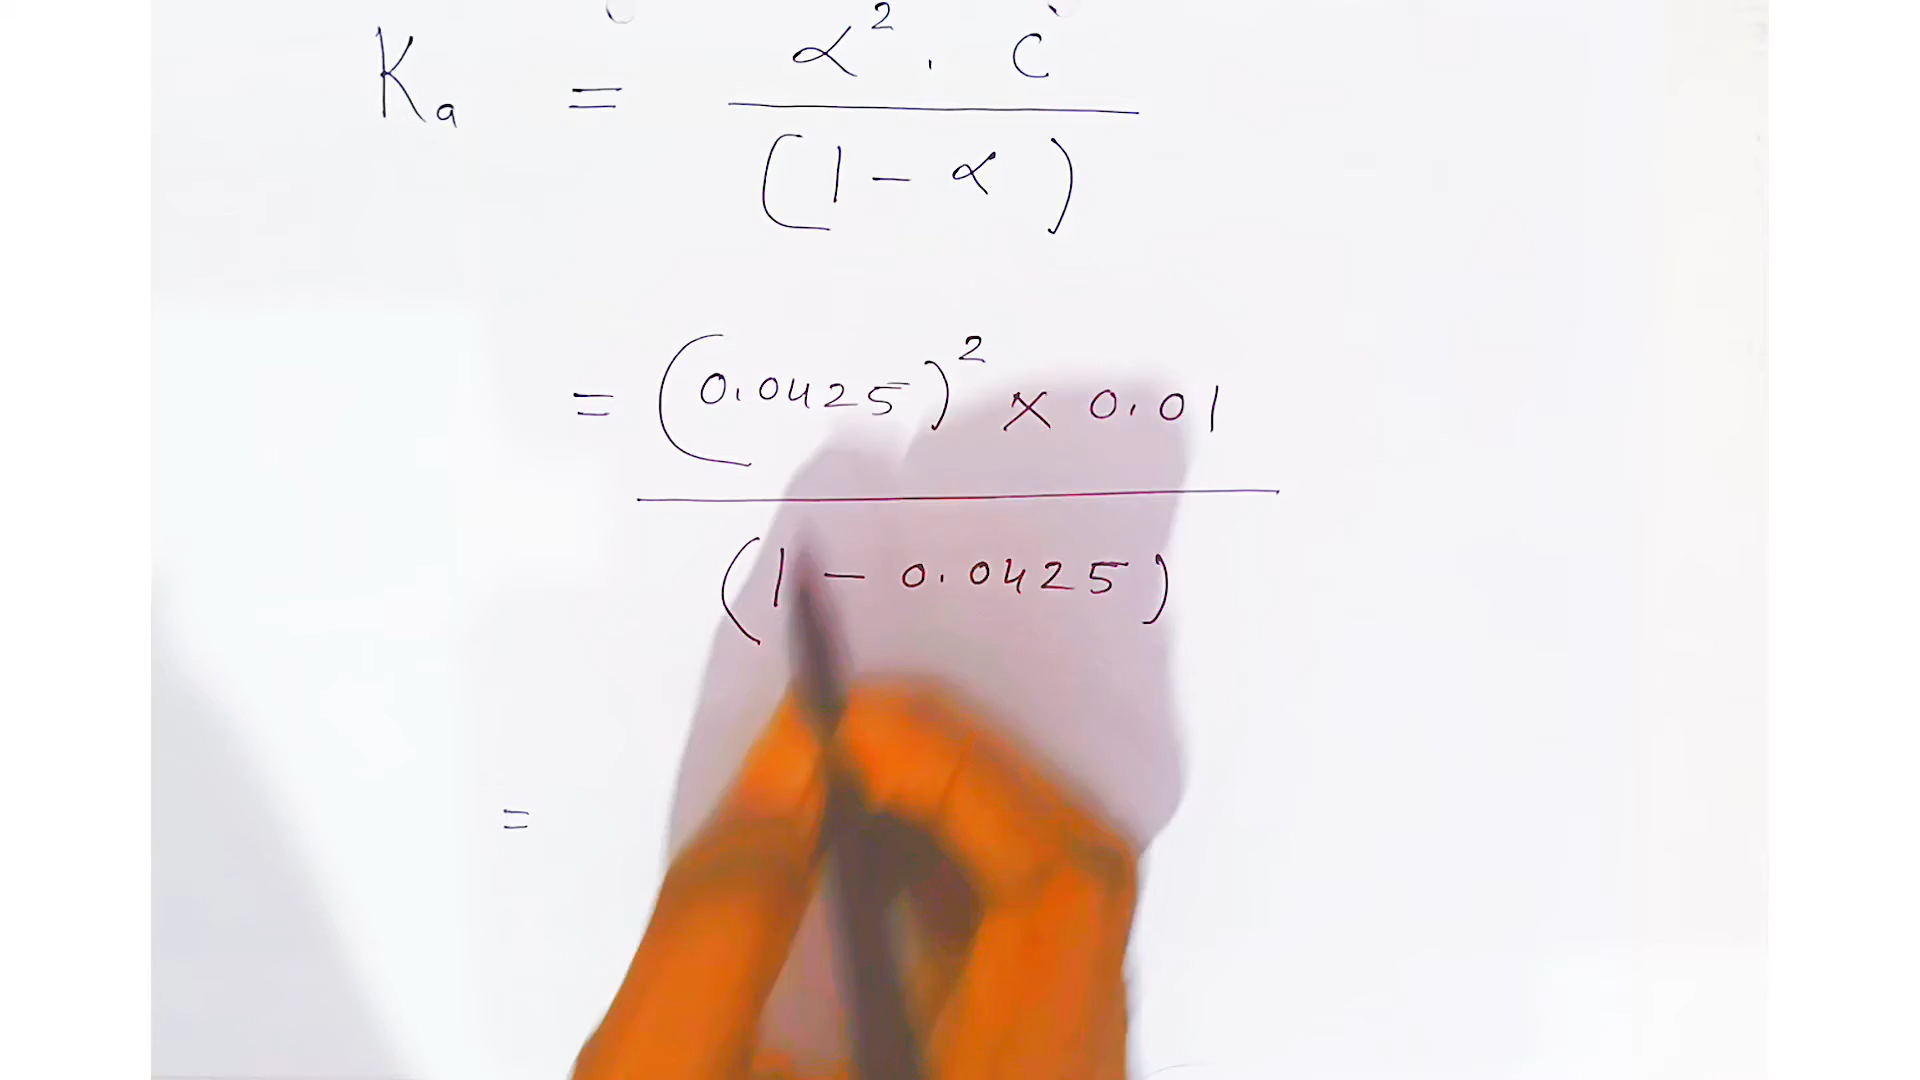 Ka = α² . C
(1 - α)
= (0.0425)² × 0.01
(1 - 0.0425)
=